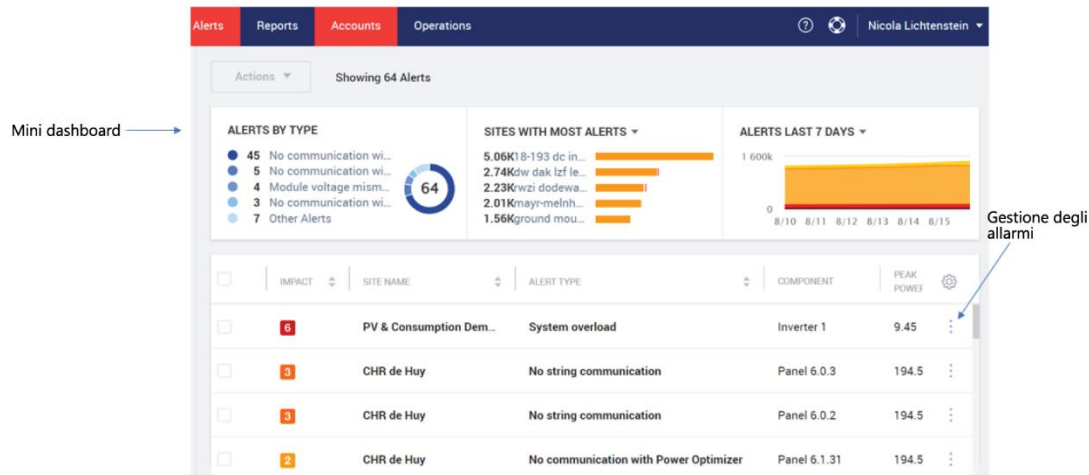 Alerts Reports Accounts Operations ? Nicola Lichtenstein
Actions Showing 64 Alerts
Mini dashboard
ALERTS BY TYPE
45 No communication wi...
5 No communication wi...
4 Module voltage mism...
3 No communication wi...
7 Other Alerts
64
SITES WITH MOST ALERTS
5.06K18-193 dc in...
2.74Kdw dak lzf le...
2.23Krwzi dodewa...
2.01Kmayr-melnh...
1.56Kground mou...
ALERTS LAST 7 DAYS
1 600k
0
8/10 8/11 8/12 8/13 8/14 8/15
Gestione degli
allarmi
IMPACT SITE NAME ALERT TYPE COMPONENT PEAK
POWER
6 PV & Consumption Dem... System overload Inverter 1 9.45
3 CHR de Huy No string communication Panel 6.0.3 194.5
3 CHR de Huy No string communication Panel 6.0.2 194.5
2 CHR de Huy No communication with Power Optimizer Panel 6.1.31 194.5